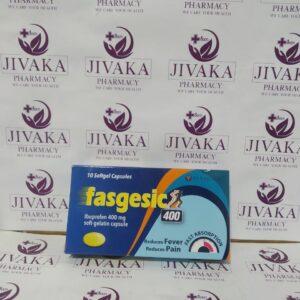 JIVAKA
PHARMACY
WE CARE YOUR HEALTH
10 Softgel Capsules
fasgesic
400
Ibuprofen 400 mg
soft gelatin capsule
FAST ABSORPTION
Reduces Fever
Reduces Pain